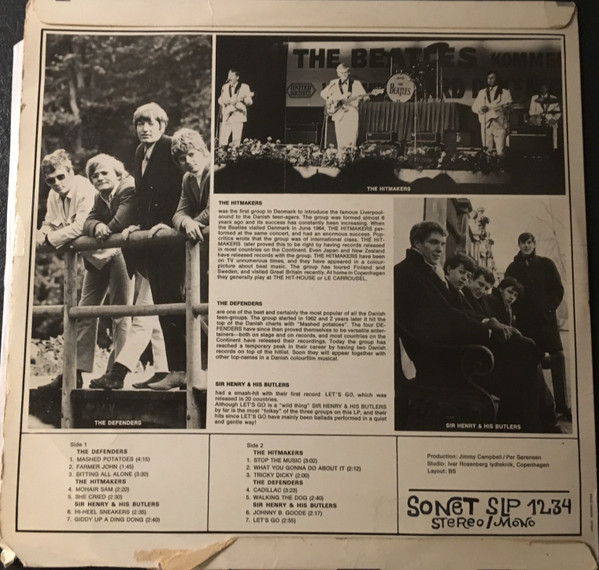 THE BEATLES KOMMER
THE BEATLES
THE HITMAKERS
THE HITMAKERS
was the first group in Denmark to introduce the famous Liverpool-
sound to the Danish teen-agers. The group was formed almost 8
years ago and its success has constantly been increasing. When
the Beatles visited Denmark in June 1964, THE HITMAKERS per-
formed at the same concert, and had an enormous success. Pop-
critics wrote that the group was of international class. THE HIT-
MAKERS later proved this to be right by having records released
in most countries on the Continent. Even Japan and New Zealand
have released records with the group. THE HITMAKERS have been
on TV unnumerous times, and they have appeared in a colour-
picture about beat music. The group has toured Finland and
Sweden, and visited Great Britain recently. At home in Copenhagen
they generally play at THE HIT-HOUSE or LE CARROUSEL.
THE DEFENDERS
are one of the best and certainly the most popular of all the Danish
teen-groups. The group started in 1962 and 2 years later it hit the
top of the Danish charts with "Mashed potatoes". The four DE-
FENDERS have since then proved themselves to be versatile enter-
tainers—both on stage and on records, and most countries on the
Continent have released their recordings. Today the group has
reached a temporary peak in their career by having two Danish
records on top of the hitlist. Soon they will appear together with
other top-names in a Danish colourfilm musical.
SIR HENRY & HIS BUTLERS
had a smash-hit with their first record LET'S GO, which was
released in 20 countries.
Although LET'S GO is a "wild thing" SIR HENRY & HIS BUTLERS
by far is the most "folksy" of the three groups on this LP, and their
hits since LET'S GO have mainly been ballads performed in a quiet
and gentle way!
THE DEFENDERS
SIR HENRY & HIS BUTLERS
Side 1
THE DEFENDERS
1. MASHED POTATOES (4:15)
2. FARMER JOHN (1:45)
3. SITTING ALL ALONE (3:30)
THE HITMAKERS
4. MOHAIR SAM (2:20)
5. SHE CRIED (2:30)
SIR HENRY & HIS BUTLERS
6. HI-HEEL SNEAKERS (2:35)
7. GIDDY UP A DING DONG (2:40)
Side 2
THE HITMAKERS
1. STOP THE MUSIC (3:02)
2. WHAT YOU GONNA DO ABOUT IT (2:12)
3. TRICKY DICKY (2:00)
THE DEFENDERS
4. CADILLAC (3:23)
5. WALKING THE DOG (2:40)
SIR HENRY & HIS BUTLERS
6. JOHNNY B. GOODE (2:17)
7. LET'S GO (2:55)
Production: Jimmy Campbell/Per Sørensen
Studio: Ivar Rosenberg lydteknik, Copenhagen
Layout: BS
SONET SLP 1234
STEREO/MONO